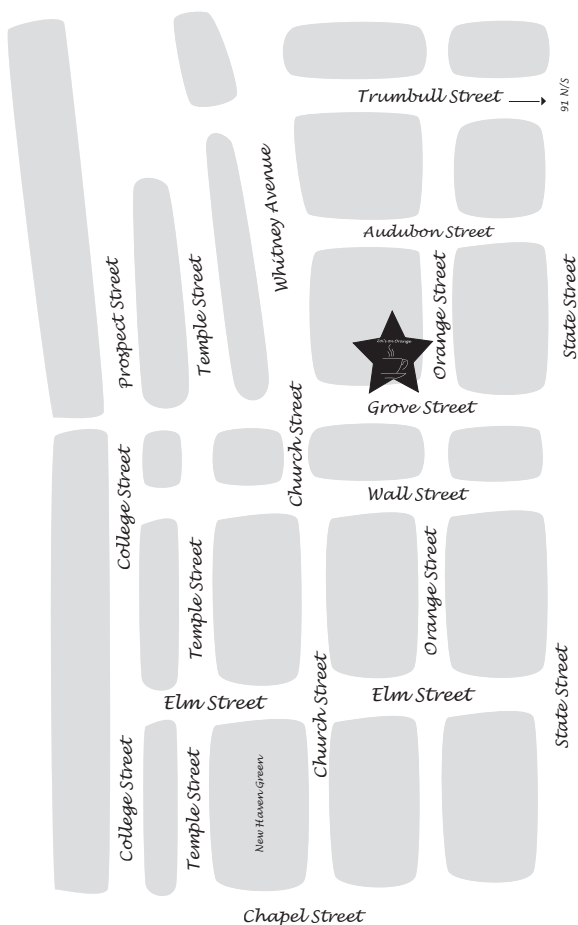 Trumbull Street
91 N/S
Whitney Avenue
Audubon Street
Prospect Street
Temple Street
Orange Street
State Street
Grove Street
Church Street
College Street
Wall Street
Temple Street
Orange Street
Elm Street
Church Street
Elm Street
State Street
College Street
Temple Street
New Haven Green
Chapel Street